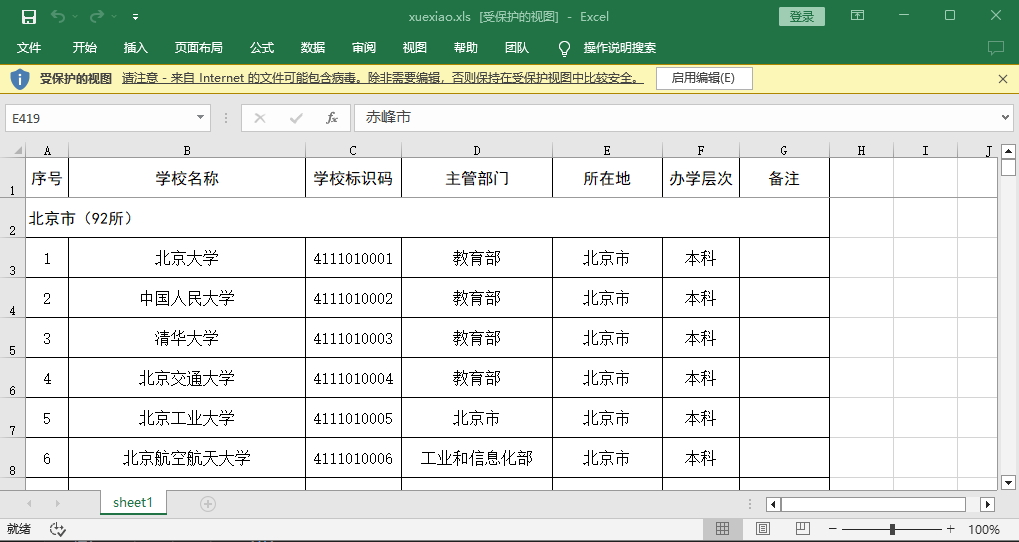 xuexiao.xls [受保护的视图] - Excel 登录
文件 开始 插入 页面布局 公式 数据 审阅 视图 帮助 团队 操作说明搜索
受保护的视图 请注意 - 来自 Internet 的文件可能包含病毒。除非需要编辑，否则保持在受保护视图中比较安全。 启用编辑(E)
E419 fx 赤峰市
A B C D E F G H I J
1 序号 学校名称 学校标识码 主管部门 所在地 办学层次 备注
2 北京市（92所）
3 1 北京大学 4111010001 教育部 北京市 本科
4 2 中国人民大学 4111010002 教育部 北京市 本科
5 3 清华大学 4111010003 教育部 北京市 本科
6 4 北京交通大学 4111010004 教育部 北京市 本科
7 5 北京工业大学 4111010005 北京市 北京市 本科
8 6 北京航空航天大学 4111010006 工业和信息化部 北京市 本科
sheet1
就绪 100%